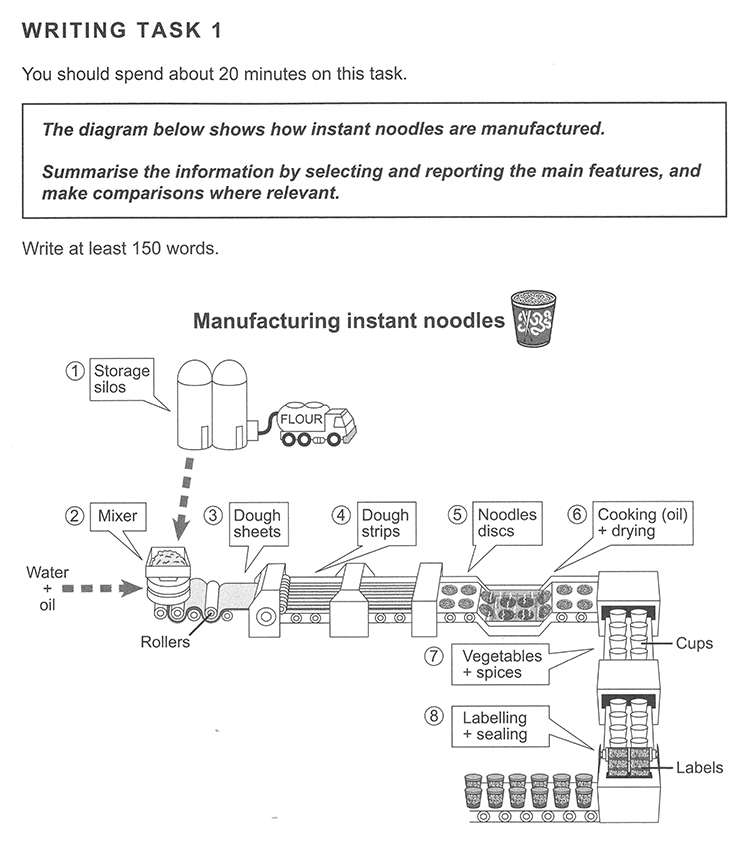 WRITING TASK 1
You should spend about 20 minutes on this task.
The diagram below shows how instant noodles are manufactured.
Summarise the information by selecting and reporting the main features, and
make comparisons where relevant.
Write at least 150 words.
Manufacturing instant noodles
1 Storage
silos
FLOUR
2 Mixer
3 Dough
sheets
4 Dough
strips
5 Noodles
discs
6 Cooking (oil)
+ drying
Water
+
oil
Rollers
7 Vegetables
+ spices
Cups
8 Labelling
+ sealing
Labels